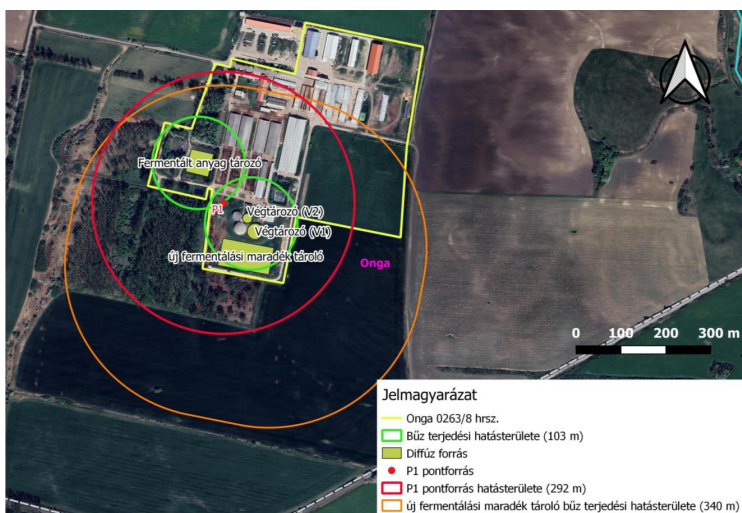 Fermentált anyag tározó
P1
Végtározó (V2)
Végtározó (V1)
új fermentálási maradék tároló
Onga
0 100 200 300 m
Jelmagyarázat
Onga 0263/8 hrsz.
Bűz terjedési hatásterülete (103 m)
Diffúz forrás
P1 pontforrás
P1 pontforrás hatásterülete (292 m)
új fermentálási maradék tároló bűz terjedési hatásterülete (340 m)